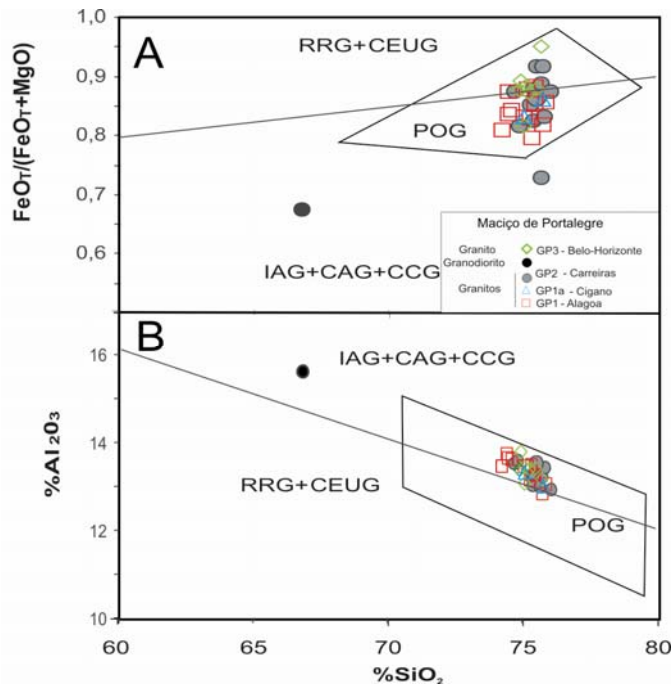 A
RRG+CEUG
POG
IAG+CAG+CCG
FeOT/(FeOT+MgO)
1,0
0,9
0,8
0,7
0,6
Maciço de Portalegre
Granito GP3 - Belo-Horizonte
Granodiorito
GP2 - Carreiras
Granitos GP1a - Cigano
GP1 - Alagoa
B
IAG+CAG+CCG
RRG+CEUG
POG
%Al2O3
16
14
12
10
60 65 70 75 80
%SiO2